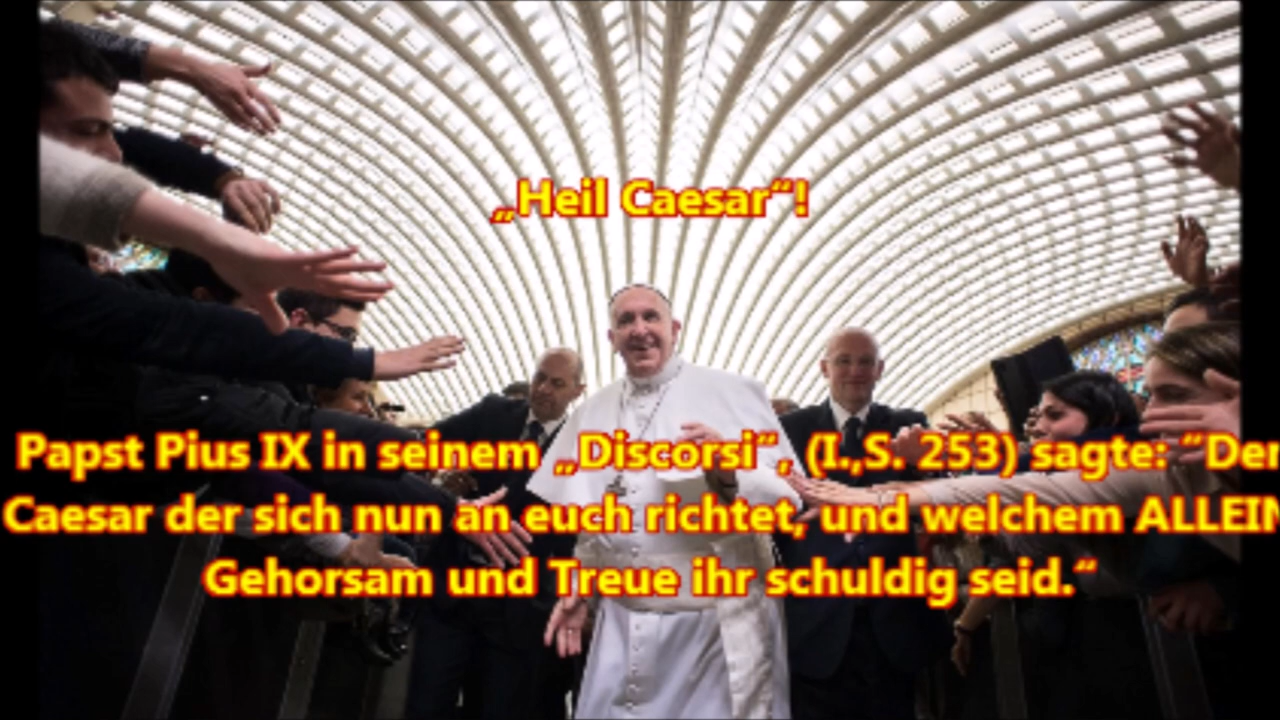 „Heil Caesar“!
Papst Pius IX in seinem „Discorsi“, (I.,S. 253) sagte: “Der
Caesar der sich nun an euch richtet, und welchem ALLEIN
Gehorsam und Treue ihr schuldig seid.“